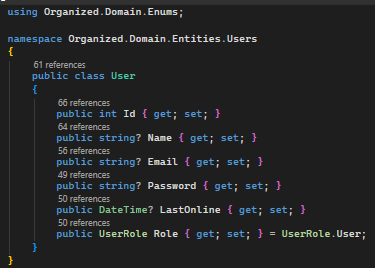 using Organized.Domain.Enums;
namespace Organized.Domain.Entities.Users
{
61 references
public class User
{
66 references
public int Id { get; set; }
64 references
public string? Name { get; set; }
56 references
public string? Email { get; set; }
49 references
public string? Password { get; set; }
50 references
public DateTime? LastOnline { get; set; }
50 references
public UserRole Role { get; set; } = UserRole.User;
}
}